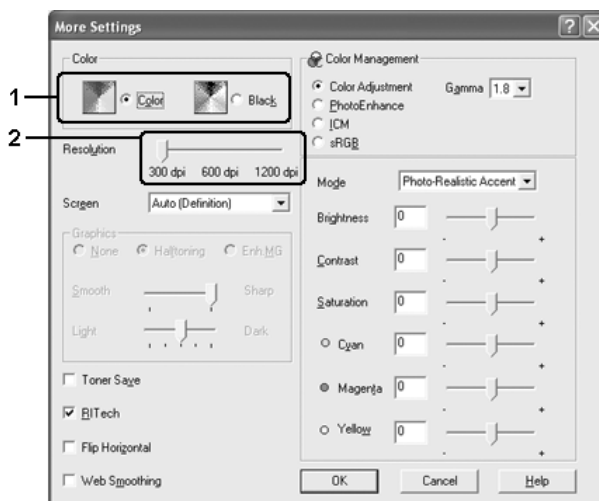 More Settings
Color
1
Color
Black
2
Resolution
300 dpi 600 dpi 1200 dpi
Screen
Auto (Definition)
Graphics
None
Halftoning
Enh.MG
Smooth
Sharp
Light
Dark
Toner Save
RITech
Flip Horizontal
Web Smoothing
Color Management
Color Adjustment
Gamma
1.8
PhotoEnhance
ICM
sRGB
Mode
Photo-Realistic Accent
Brightness
0
- +
Contrast
0
- +
Saturation
0
- +
Cyan
0
- +
Magenta
0
- +
Yellow
0
- +
OK
Cancel
Help